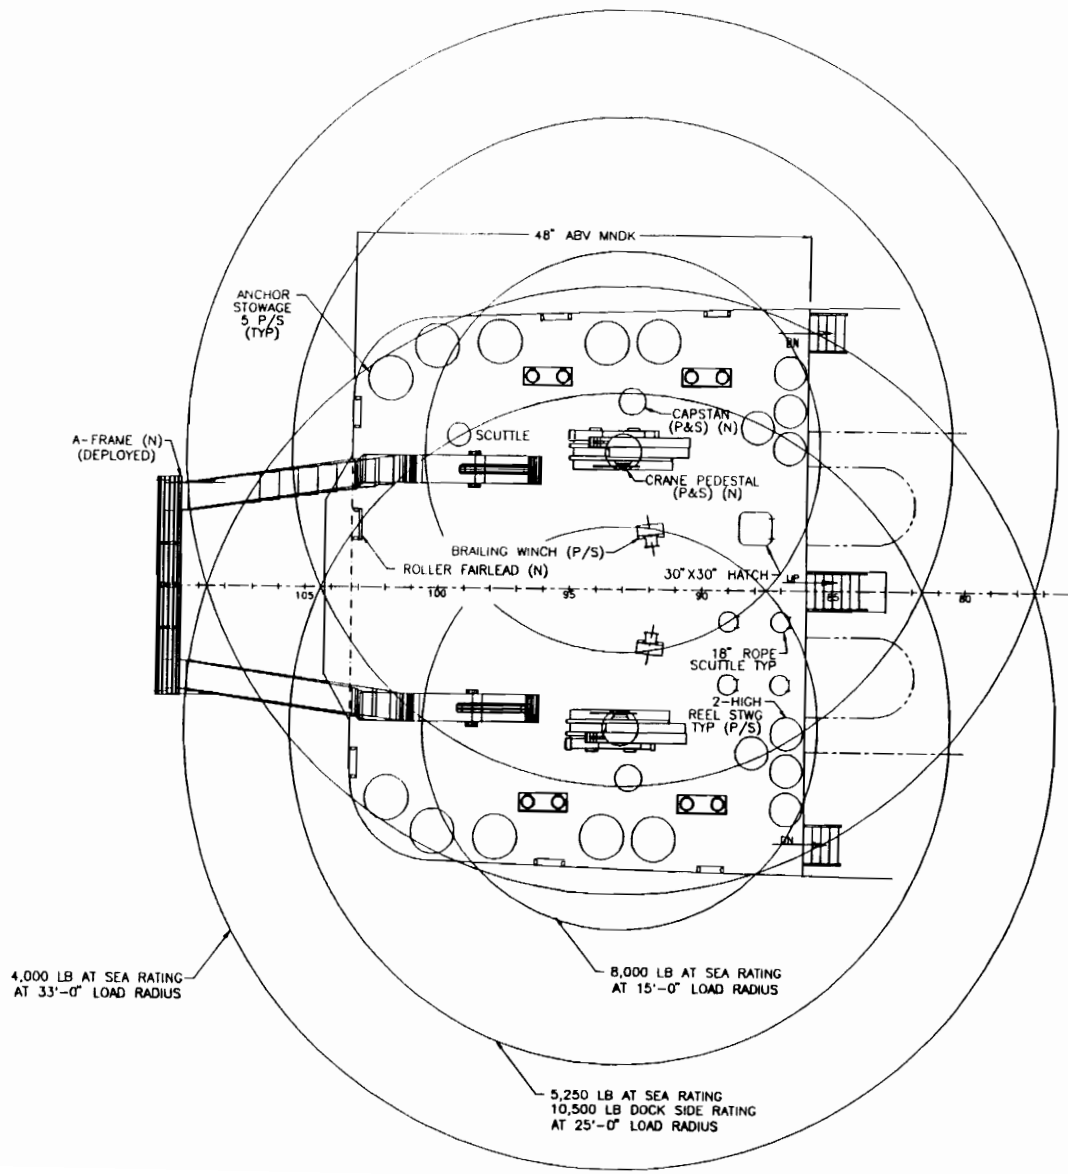 48" ABV MNDK
ANCHOR
STOWAGE
5 P/S
(TYP)
DN
CAPSTAN
(P&S) (N)
A-FRAME (N)
(DEPLOYED)
SCUTTLE
CRANE PEDESTAL
(P&S) (N)
BRAILING WINCH (P/S)
ROLLER FAIRLEAD (N)
30"X30" HATCH
UP
105
100
95
90
85
80
18" ROPE
SCUTTLE TYP
2-HIGH
REEL STWG
TYP (P/S)
DN
4,000 LB AT SEA RATING
AT 33'-0" LOAD RADIUS
8,000 LB AT SEA RATING
AT 15'-0" LOAD RADIUS
5,250 LB AT SEA RATING
10,500 LB DOCK SIDE RATING
AT 25'-0" LOAD RADIUS